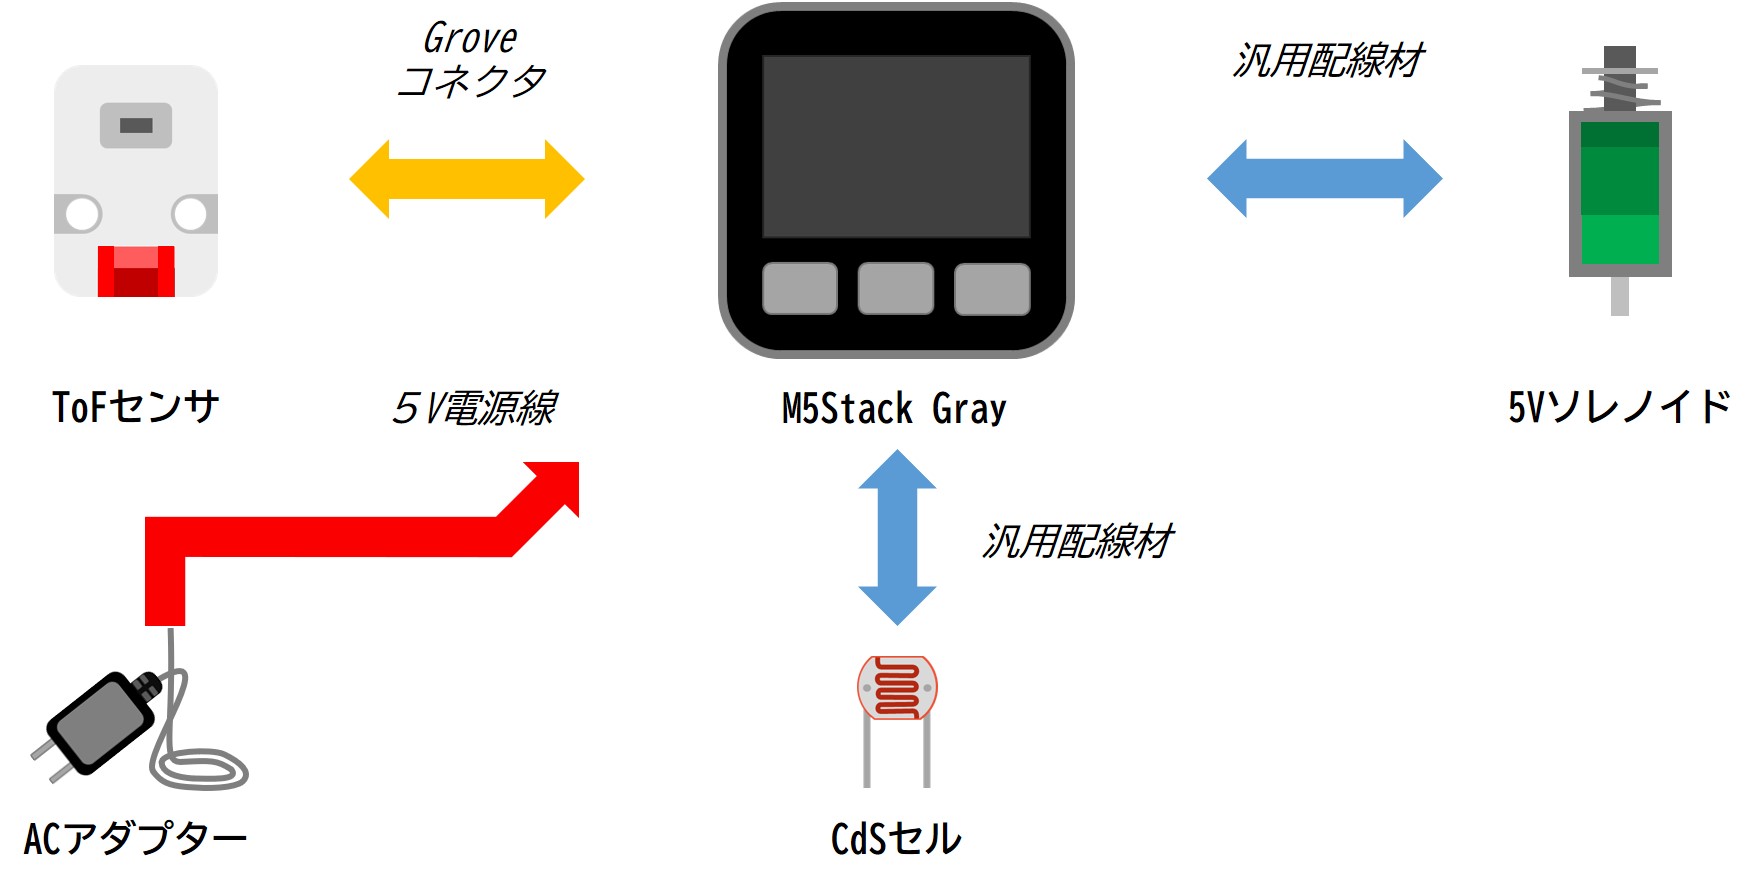 Grove
コネクタ
汎用配線材
ToFセンサ
５V電源線
M5Stack Gray
5Vソレノイド
汎用配線材
ACアダプター
CdSセル